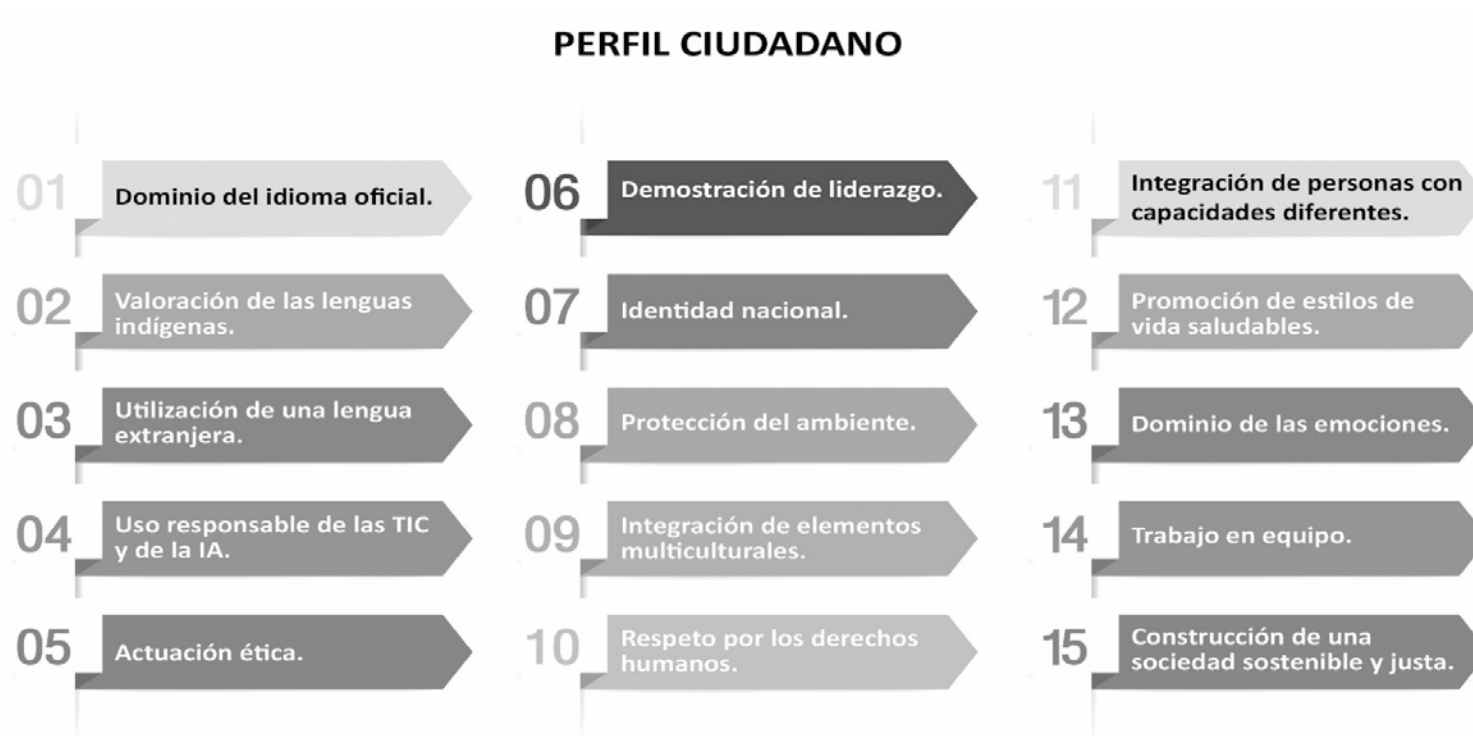 PERFIL CIUDADANO
01
Dominio del idioma oficial.
02
Valoración de las lenguas
indígenas.
03
Utilización de una lengua
extranjera.
04
Uso responsable de las TIC
y de la IA.
05
Actuación ética.
06
Demostración de liderazgo.
07
Identidad nacional.
08
Protección del ambiente.
09
Integración de elementos
multiculturales.
10
Respeto por los derechos
humanos.
11
Integración de personas con
capacidades diferentes.
12
Promoción de estilos de
vida saludables.
13
Dominio de las emociones.
14
Trabajo en equipo.
15
Construcción de una
sociedad sostenible y justa.